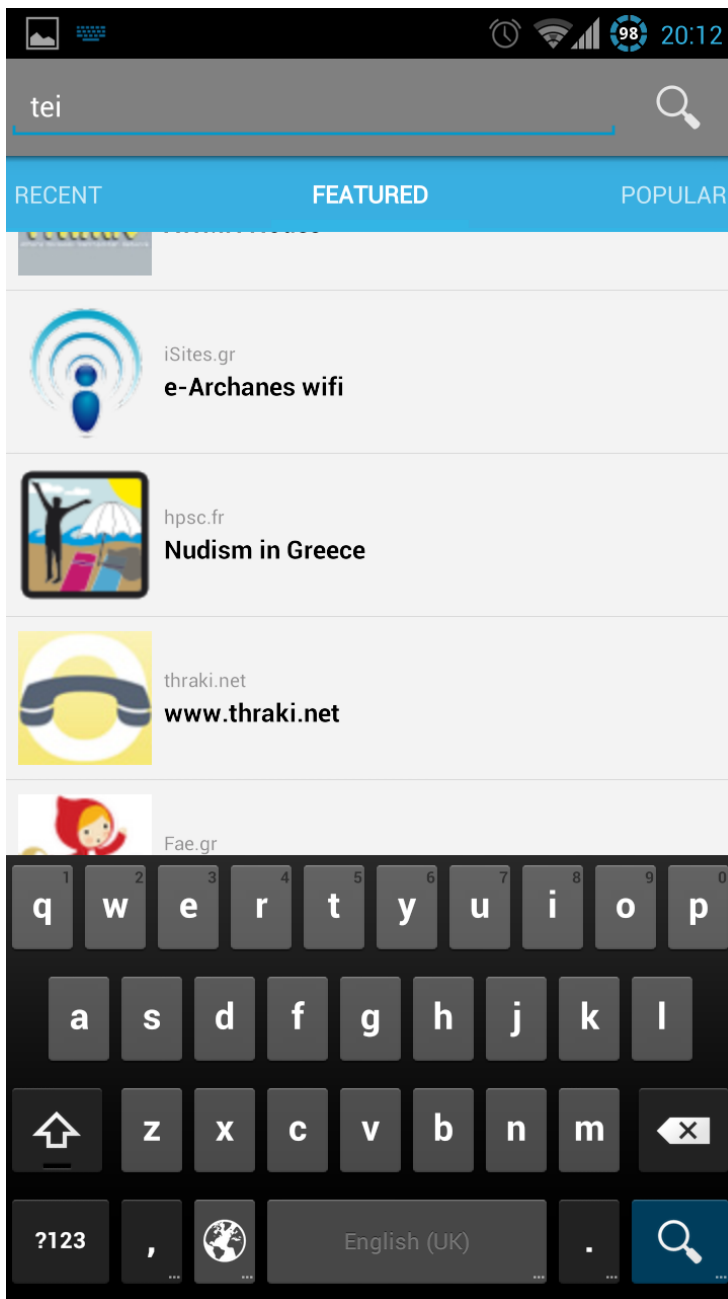 98 20:12
tei
RECENT FEATURED POPULAR
iSites.gr
e-Archanes wifi
hpsc.fr
Nudism in Greece
thraki.net
www.thraki.net
Fae.gr
1 2 3 4 5 6 7 8 9 0
q w e r t y u i o p
a s d f g h j k l
z x c v b n m
?123 , English (UK) .